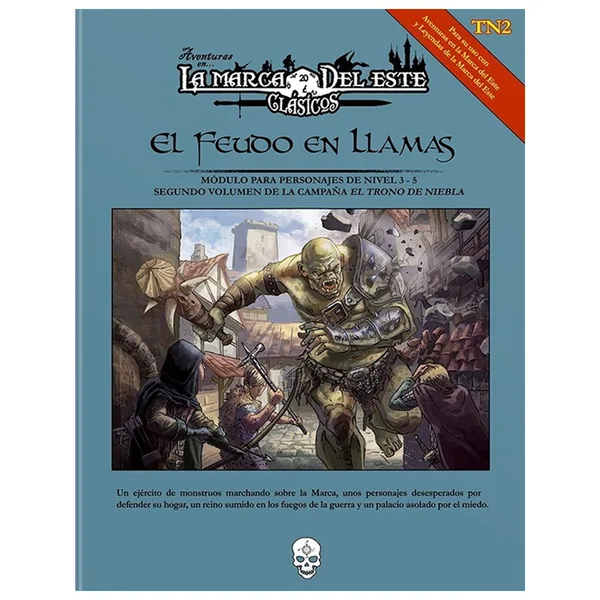 TN2
Para su uso con
Aventuras en la Marca del Este
y Leyendas de la Marca del Este
Aventuras
en...
LA MARCA DEL ESTE
20
CLÁSICOS
EL FEUDO EN LLAMAS
MÓDULO PARA PERSONAJES DE NIVEL 3 - 5
SEGUNDO VOLUMEN DE LA CAMPAÑA EL TRONO DE NIEBLA
Un ejército de monstruos marchando sobre la Marca, unos personajes desesperados por
defender su hogar, un reino sumido en los fuegos de la guerra y un palacio asolado por el miedo.